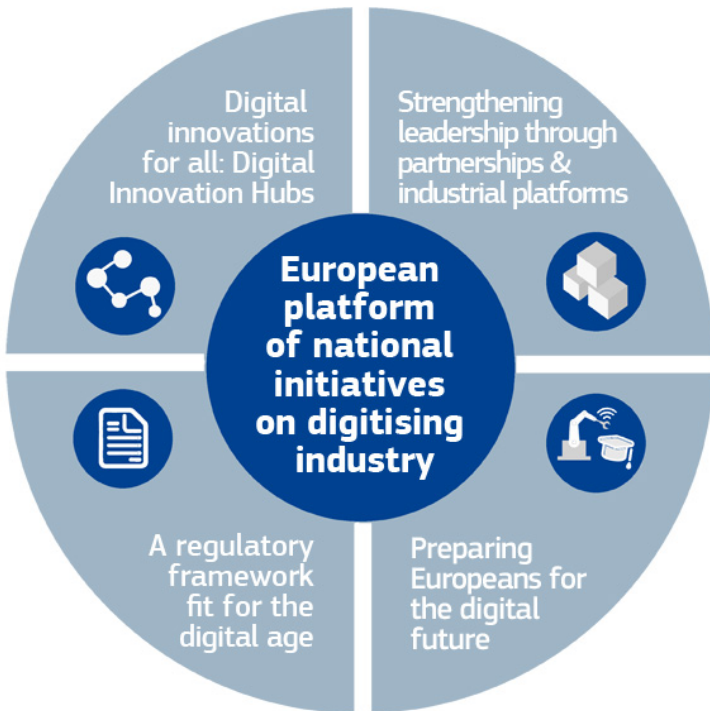 Digital
innovations
for all: Digital
Innovation Hubs
Strengthening
leadership through
partnerships &
industrial platforms
European
platform
of national
initiatives
on digitising
industry
A regulatory
framework
fit for the
digital age
Preparing
Europeans for
the digital
future